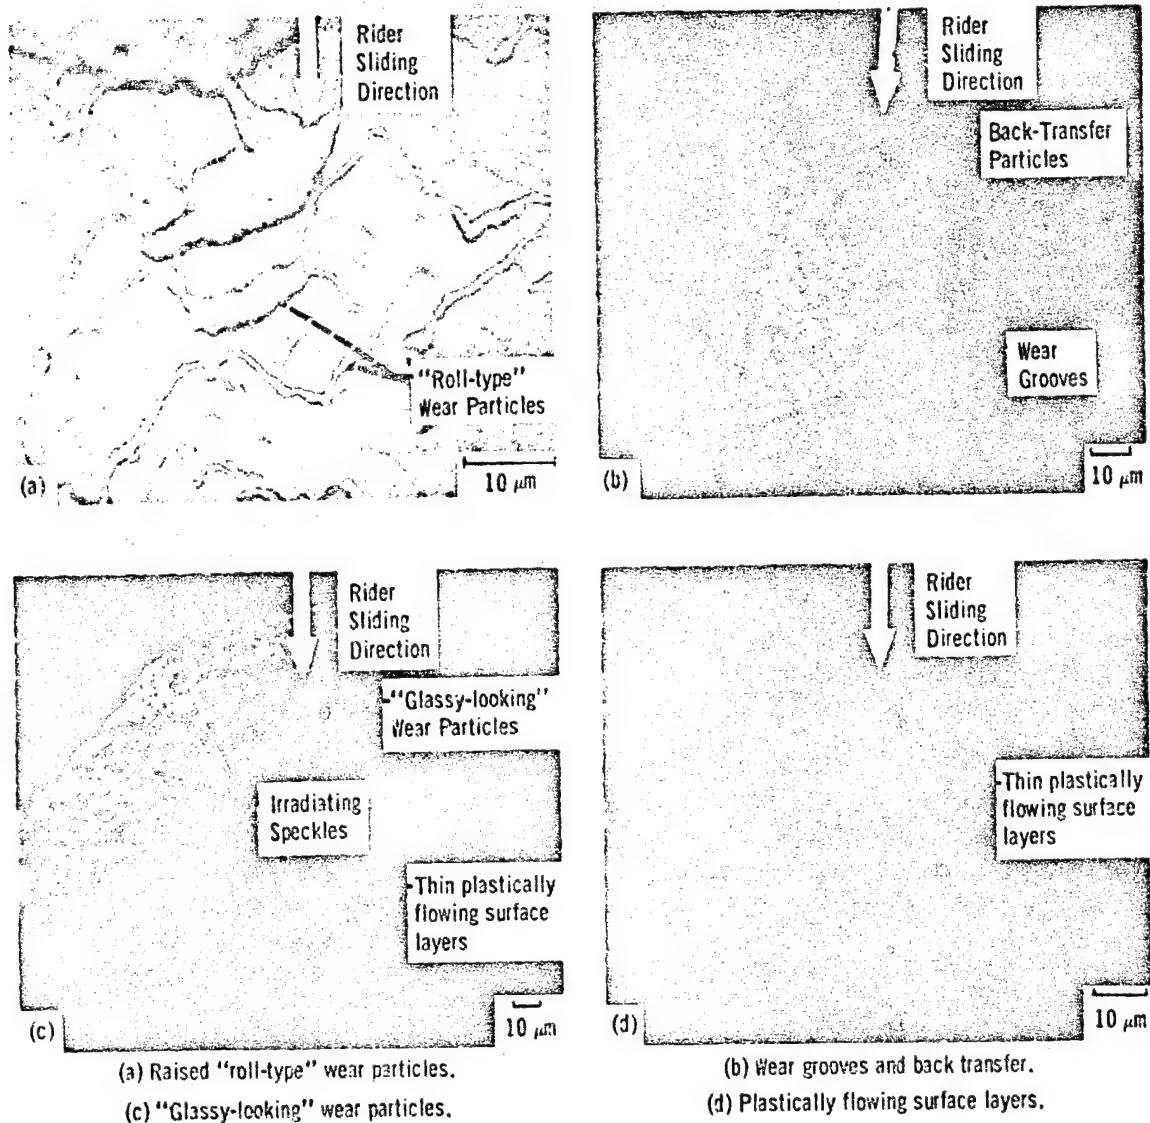 Rider
Sliding
Direction
"Roll-type"
Wear Particles
(a)
10 μm
Rider
Sliding
Direction
Back-Transfer
Particles
Wear
Grooves
(b)
10 μm
Rider
Sliding
Direction
"Glassy-looking"
Wear Particles
Irradiating
Speckles
Thin plastically
flowing surface
layers
(c)
10 μm
Rider
Sliding
Direction
Thin plastically
flowing surface
layers
(d)
10 μm
(a) Raised "roll-type" wear particles.
(b) Wear grooves and back transfer.
(c) "Glassy-looking" wear particles.
(d) Plastically flowing surface layers.